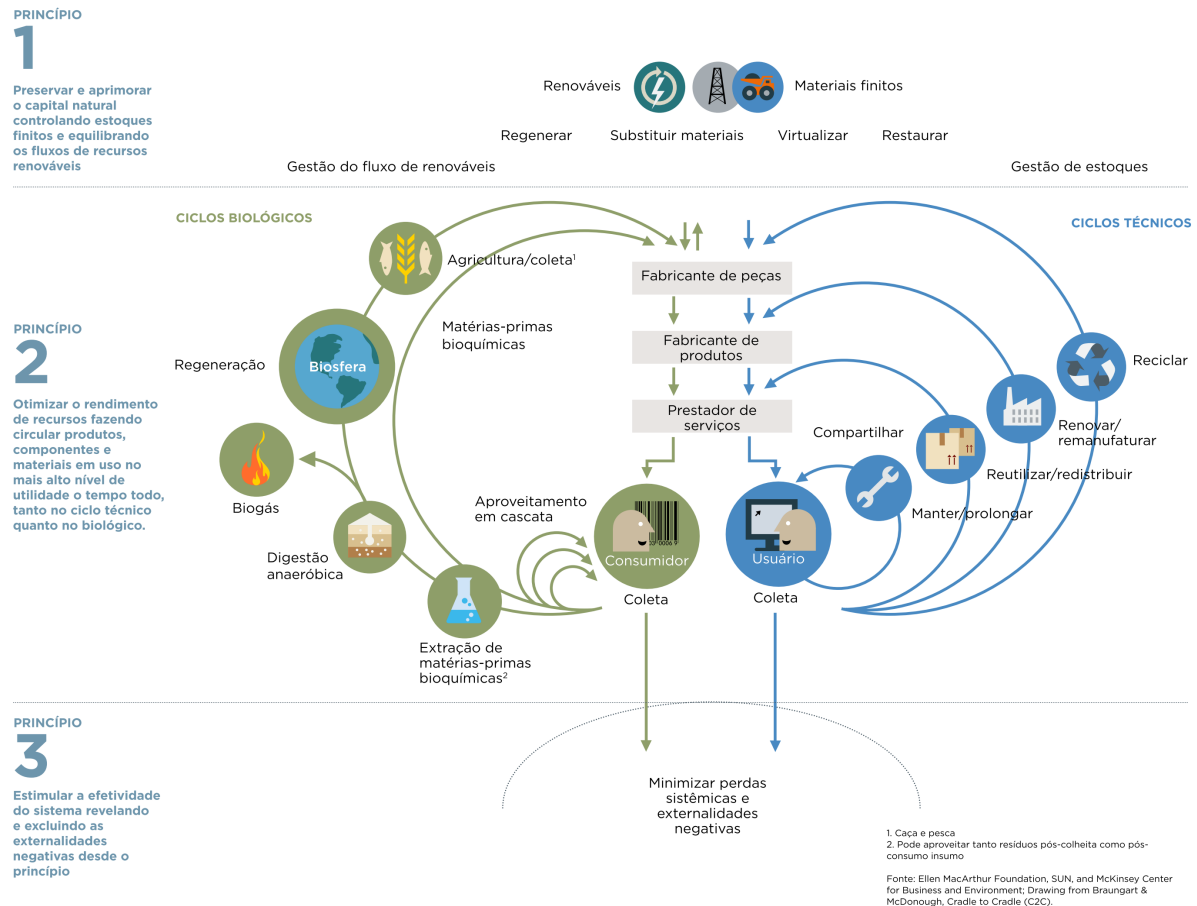 PRINCÍPIO
1
Preservar e aprimorar
o capital natural
controlando estoques
finitos e equilibrando
os fluxos de recursos
renováveis
Renováveis
Materiais finitos
Regenerar
Substituir materiais
Virtualizar
Restaurar
Gestão do fluxo de renováveis
Gestão de estoques
CICLOS BIOLÓGICOS
CICLOS TÉCNICOS
PRINCÍPIO
2
Otimizar o rendimento
de recursos fazendo
circular produtos,
componentes e
materiais em uso no
mais alto nível de
utilidade o tempo todo,
tanto no ciclo técnico
quanto no biológico.
Agricultura/coleta¹
Matérias-primas
bioquímicas
Regeneração
Biosfera
Biogás
Digestão
anaeróbica
Extração de
matérias-primas
bioquímicas²
Aproveitamento
em cascata
Fabricante de peças
Fabricante de
produtos
Prestador de
serviços
Consumidor
Coleta
Usuário
Coleta
Compartilhar
Manter/prolongar
Reutilizar/redistribuir
Renovar/
remanufaturar
Reciclar
PRINCÍPIO
3
Estimular a efetividade
do sistema revelando
e excluindo as
externalidades
negativas desde o
princípio
Minimizar perdas
sistêmicas e
externalidades
negativas
1. Caça e pesca
2. Pode aproveitar tanto resíduos pós-colheita como pós-
consumo insumo
Fonte: Ellen MacArthur Foundation, SUN, and McKinsey Center
for Business and Environment; Drawing from Braungart &
McDonough, Cradle to Cradle (C2C).